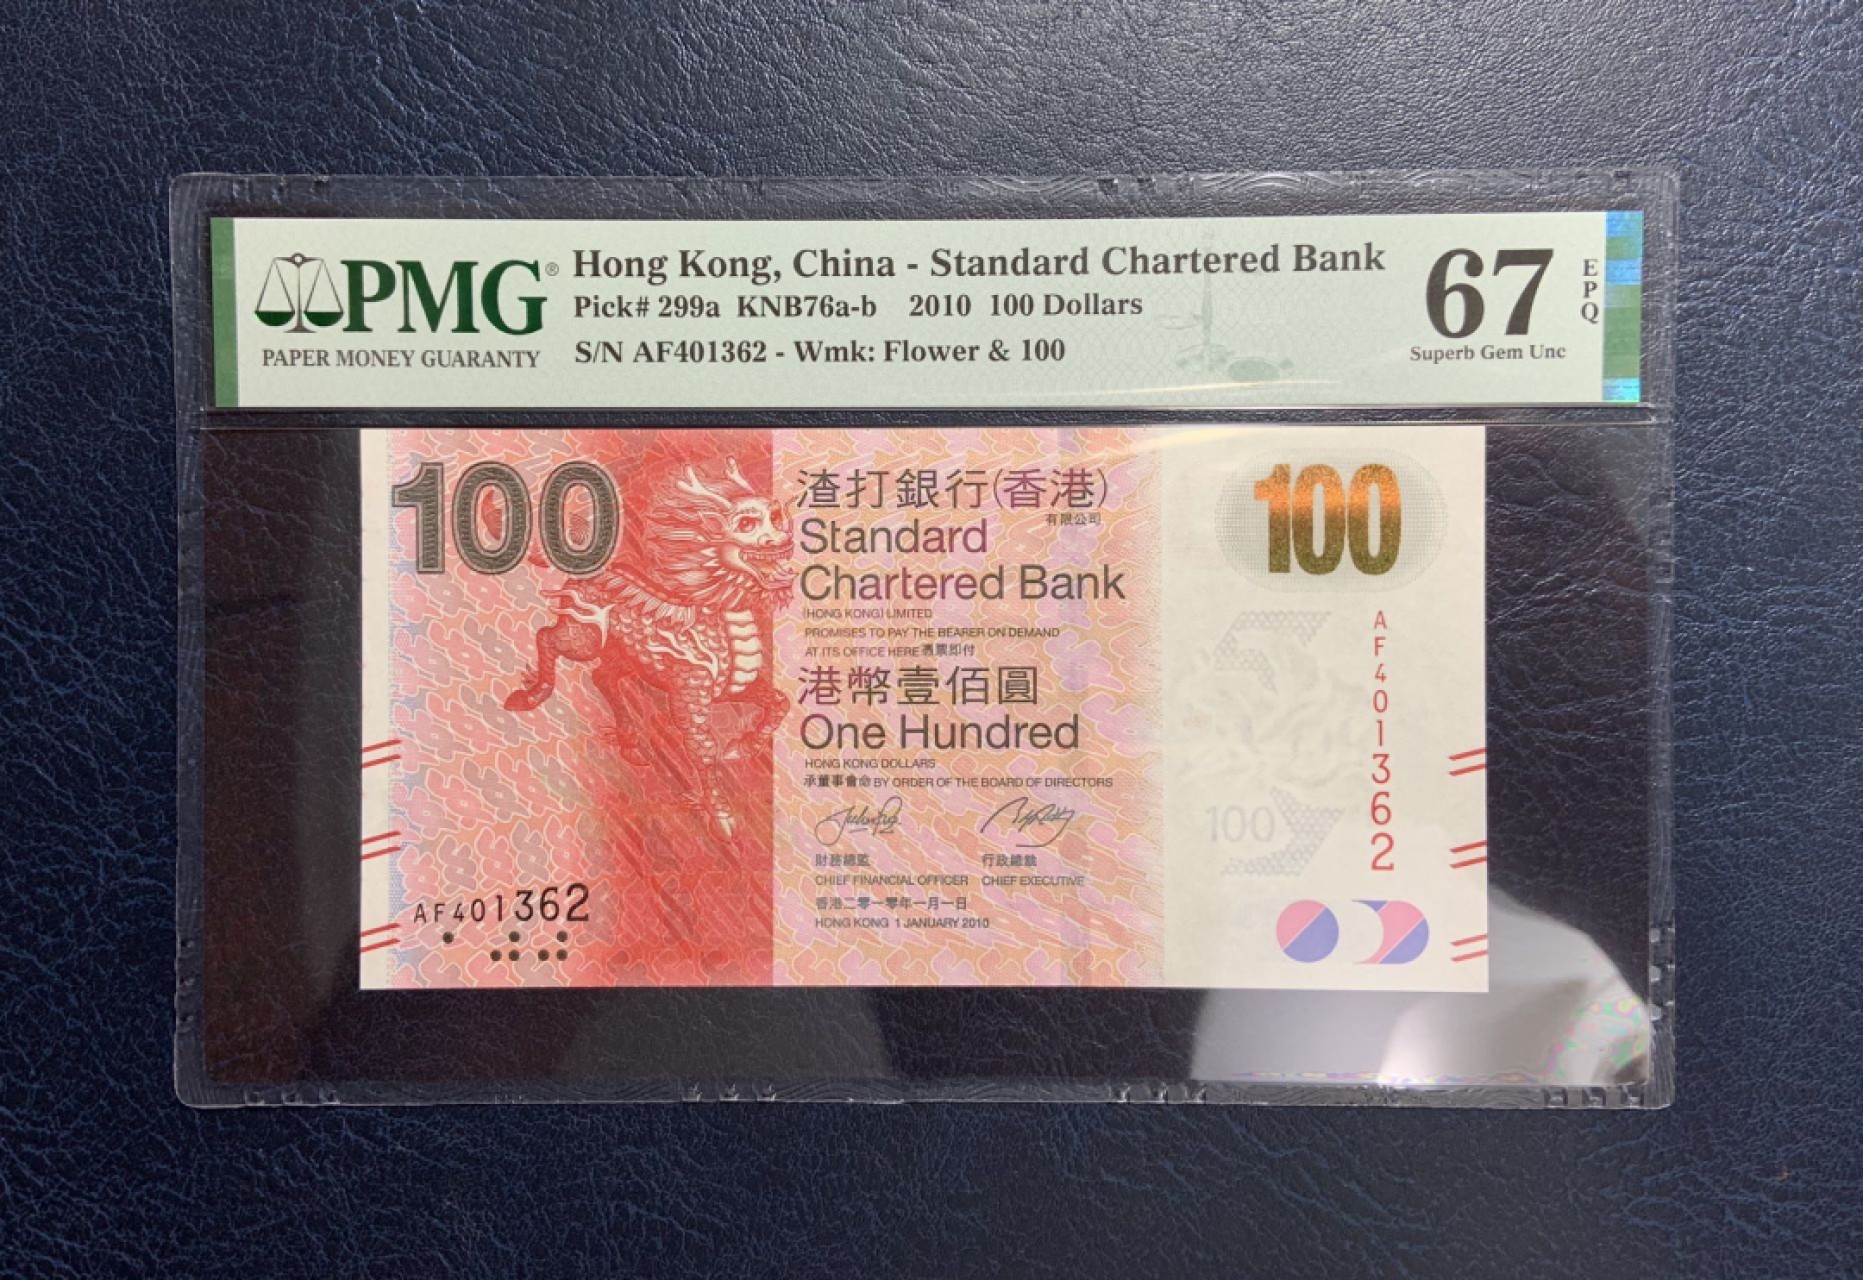 PMG®
PAPER MONEY GUARANTY
Hong Kong, China - Standard Chartered Bank
Pick# 299a KNB76a-b 2010 100 Dollars
S/N AF401362 - Wmk: Flower & 100
67
EPQ
Superb Gem Unc
100
渣打銀行(香港)
有限公司
Standard
Chartered Bank
(HONG KONG) LIMITED
PROMISES TO PAY THE BEARER ON DEMAND
AT ITS OFFICE HERE 憑票即付
港幣壹佰圓
One Hundred
HONG KONG DOLLARS
承董事會命 BY ORDER OF THE BOARD OF DIRECTORS
財務總監 行政總裁
CHIEF FINANCIAL OFFICER CHIEF EXECUTIVE
香港二零一零年一月一日
HONG KONG 1 JANUARY 2010
AF401362
100
AF401362
100